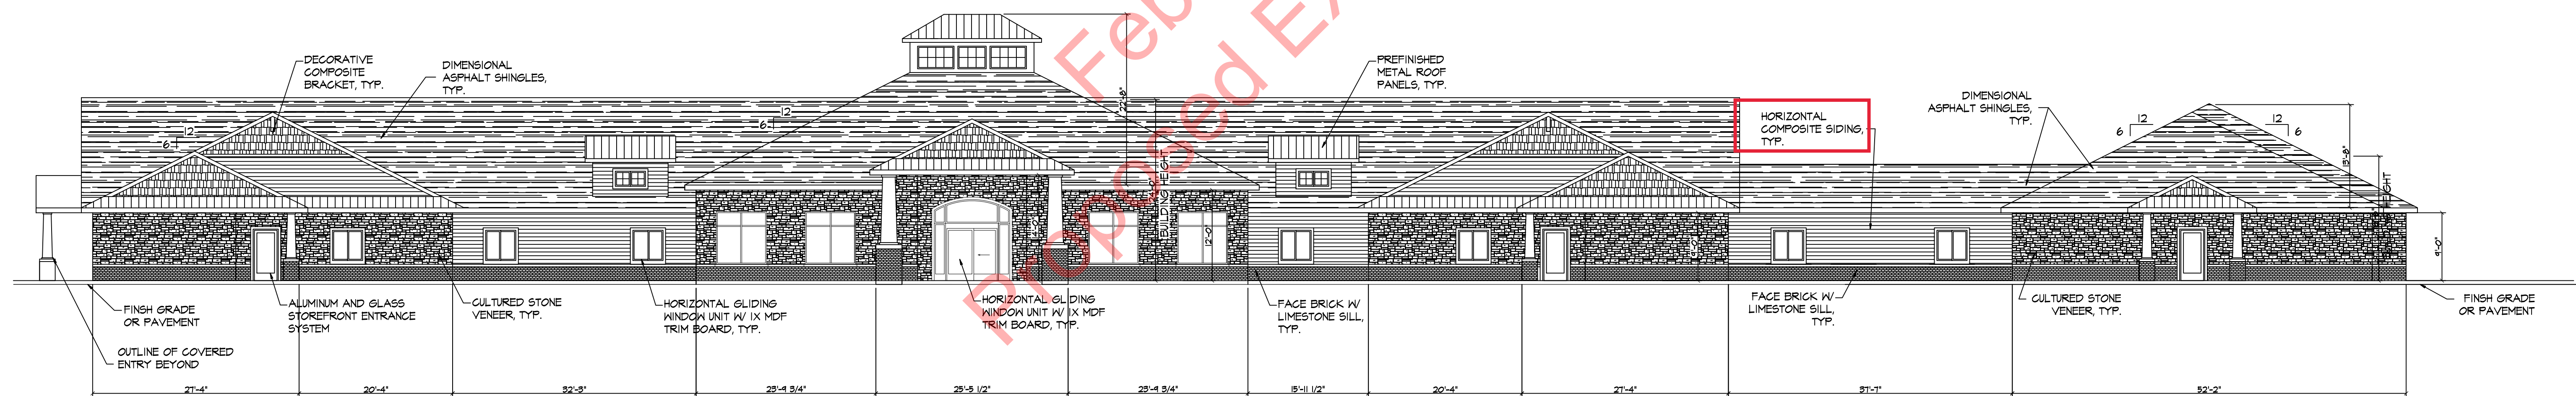 Feb
Proposed Ex
DECORATIVE
COMPOSITE
BRACKET, TYP.
DIMENSIONAL
ASPHALT SHINGLES,
TYP.
PREFINISHED
METAL ROOF
PANELS, TYP.
HORIZONTAL
COMPOSITE SIDING,
TYP.
DIMENSIONAL
ASPHALT SHINGLES,
TYP.
12
6
12
6
12
6
12
6
22'-8"
BUILDING HEIGHT
12'-0"
13'-8"
HEIGHT
9'-0"
FINSH GRADE
OR PAVEMENT
OUTLINE OF COVERED
ENTRY BEYOND
ALUMINUM AND GLASS
STOREFRONT ENTRANCE
SYSTEM
CULTURED STONE
VENEER, TYP.
HORIZONTAL GLIDING
WINDOW UNIT W/ 1X MDF
TRIM BOARD, TYP.
HORIZONTAL GLIDING
WINDOW UNIT W/ 1X MDF
TRIM BOARD, TYP.
FACE BRICK W/
LIMESTONE SILL,
TYP.
FACE BRICK W/
LIMESTONE SILL,
TYP.
CULTURED STONE
VENEER, TYP.
FINSH GRADE
OR PAVEMENT
27'-4"
20'-4"
32'-3"
23'-9 3/4"
25'-5 1/2"
23'-9 3/4"
15'-11 1/2"
20'-4"
27'-4"
37'-7"
52'-2"